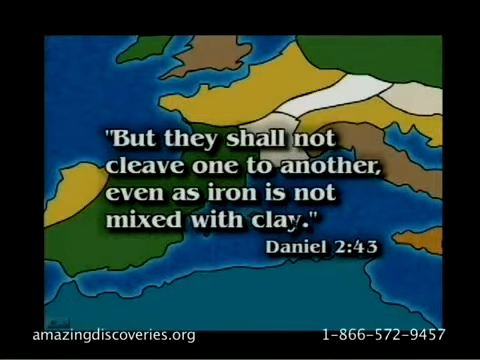 "But they shall not
cleave one to another,
even as iron is not
mixed with clay."
Daniel 2:43
amazingdiscoveries.org
1-866-572-9457